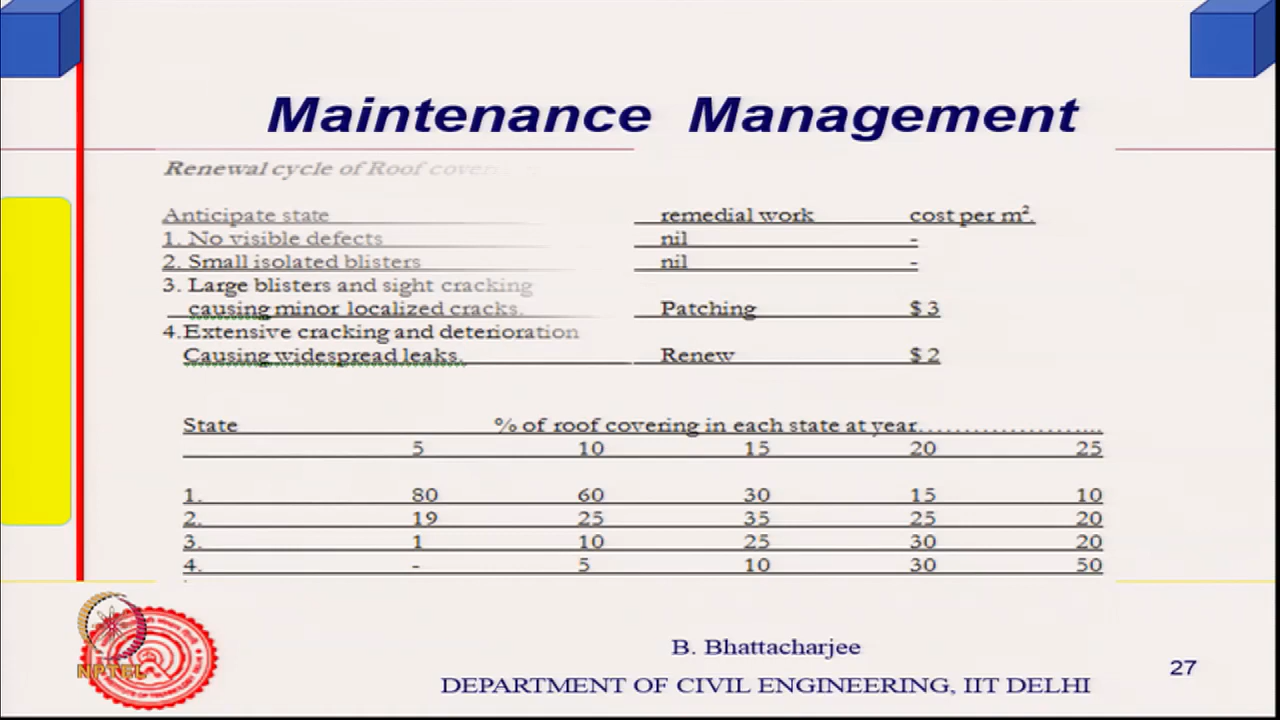 Maintenance Management
Renewal cycle of Roof cover
Anticipate state remedial work cost per m².
1. No visible defects nil -
2. Small isolated blisters nil -
3. Large blisters and sight cracking
causing minor localized cracks. Patching $ 3
4.Extensive cracking and deterioration
Causing widespread leaks. Renew $ 2
State % of roof covering in each state at year......................
5 10 15 20 25
1. 80 60 30 15 10
2. 19 25 35 25 20
3. 1 10 25 30 20
4. - 5 10 30 50
NPTEL
B. Bhattacharjee
DEPARTMENT OF CIVIL ENGINEERING, IIT DELHI
27